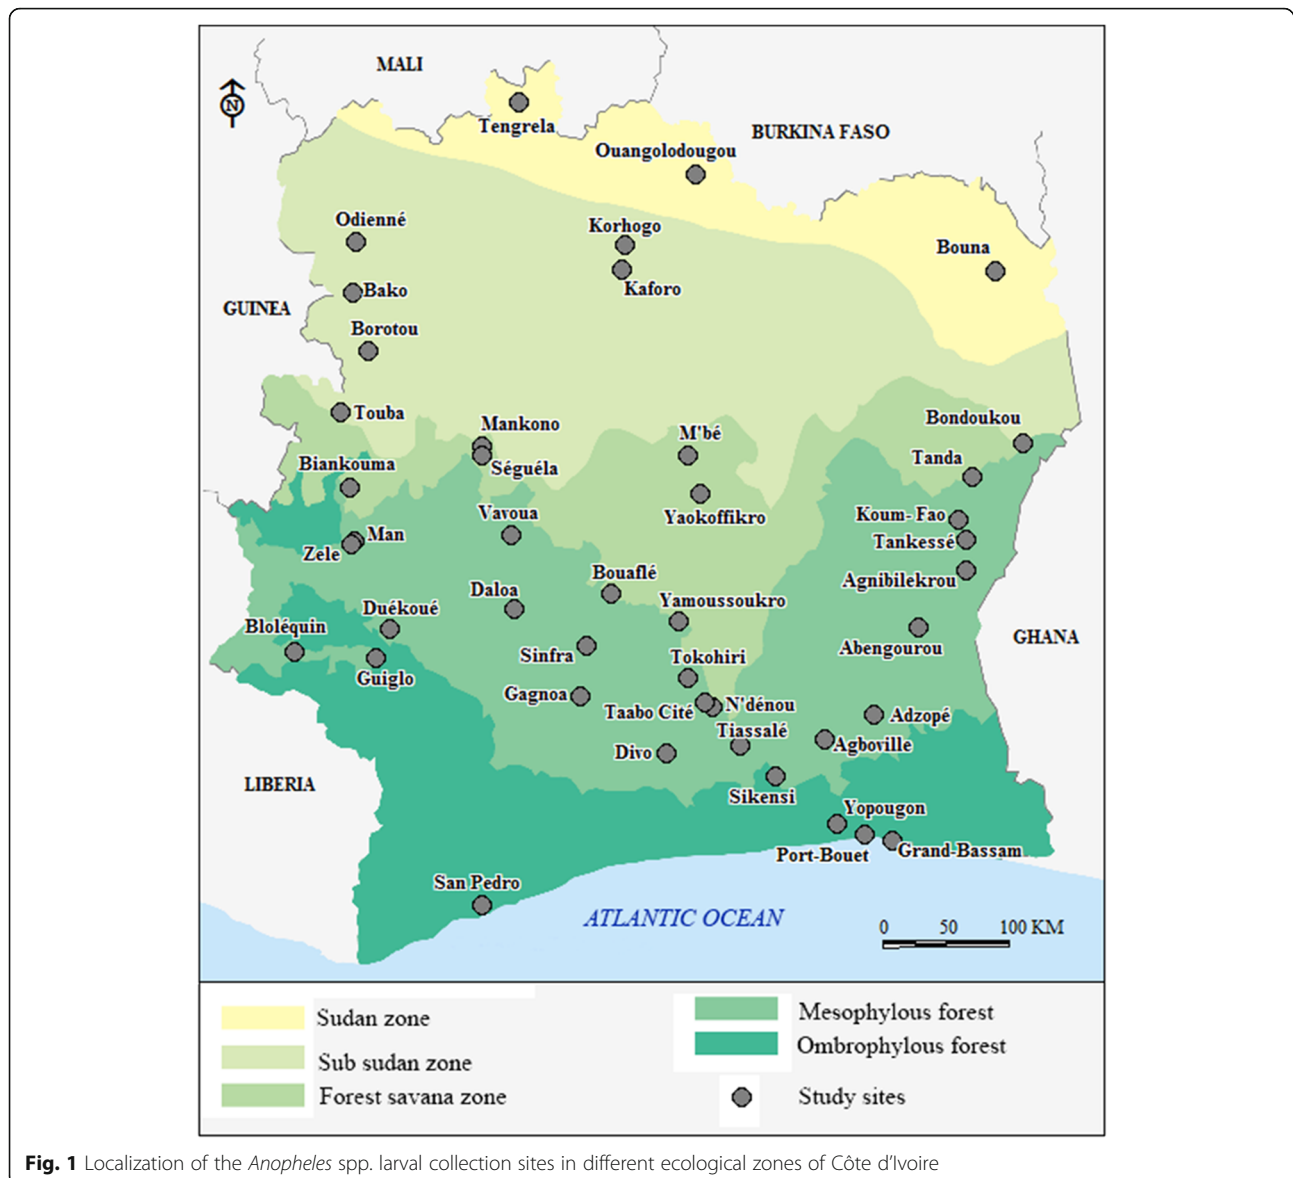 MALI
N
Tengrela
BURKINA FASO
Ouangolodougou
Odienné
Korhogo
Bouna
Kaforo
Bako
GUINEA
Borotou
Touba
Mankono
Bondoukou
M'bé
Tanda
Biankouma
Séguéla
Vavoua
Yaokoffikro
Koum- Fao
Man
Tankessé
Zele
Bouaflé
Agnibilekrou
Daloa
Yamoussoukro
Duékoué
Bloléquin
GHANA
Abengourou
Sinfra
Tokohiri
Guiglo
Gagnoa
N'dénou
Taabo Cité
Adzopé
Tiassalé
Agboville
Divo
LIBERIA
Sikensi
Yopougon
Grand-Bassam
Port-Bouet
San Pedro
ATLANTIC OCEAN
0 50 100 KM
Sudan zone
Sub sudan zone
Forest savana zone
Mesophylous forest
Ombrophylous forest
Study sites
Fig. 1 Localization of the Anopheles spp. larval collection sites in different ecological zones of Côte d'Ivoire